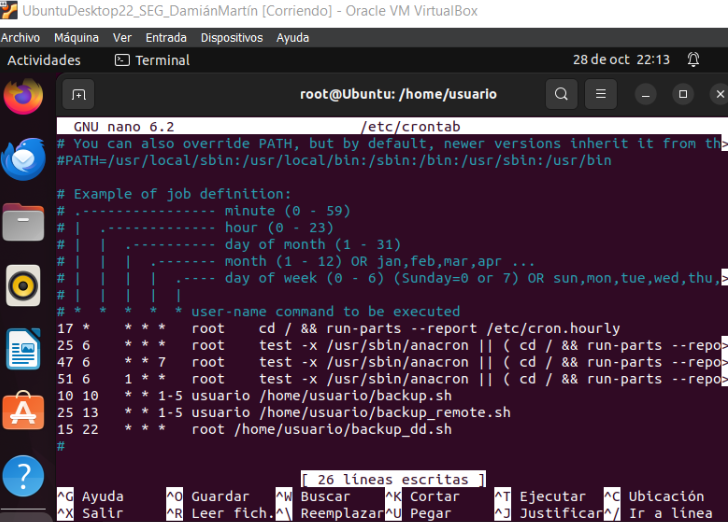 UbuntuDesktop22_SEG_DamiánMartín [Corriendo] - Oracle VM VirtualBox
Archivo Máquina Ver Entrada Dispositivos Ayuda
Actividades Terminal 28 de oct 22:13
root@Ubuntu: /home/usuario
GNU nano 6.2 /etc/crontab
# You can also override PATH, but by default, newer versions inherit it from th>
#PATH=/usr/local/sbin:/usr/local/bin:/sbin:/bin:/usr/sbin:/usr/bin
# Example of job definition:
# .---------------- minute (0 - 59)
# | .------------- hour (0 - 23)
# | | .---------- day of month (1 - 31)
# | | | .------- month (1 - 12) OR jan,feb,mar,apr ...
# | | | | .---- day of week (0 - 6) (Sunday=0 or 7) OR sun,mon,tue,wed,thu,>
# | | | | |
# * * * * * user-name command to be executed
17 * * * * root cd / && run-parts --report /etc/cron.hourly
25 6 * * * root test -x /usr/sbin/anacron || ( cd / && run-parts --repo>
47 6 * * 7 root test -x /usr/sbin/anacron || ( cd / && run-parts --repo>
51 6 1 * * root test -x /usr/sbin/anacron || ( cd / && run-parts --repo>
10 10 * * 1-5 usuario /home/usuario/backup.sh
25 13 * * 1-5 usuario /home/usuario/backup_remote.sh
15 22 * * * root /home/usuario/backup_dd.sh
#
[ 26 líneas escritas ]
^G Ayuda ^O Guardar ^W Buscar ^K Cortar ^T Ejecutar ^C Ubicación
^X Salir ^R Leer fich. ^\ Reemplazar ^U Pegar ^J Justificar ^/ Ir a línea